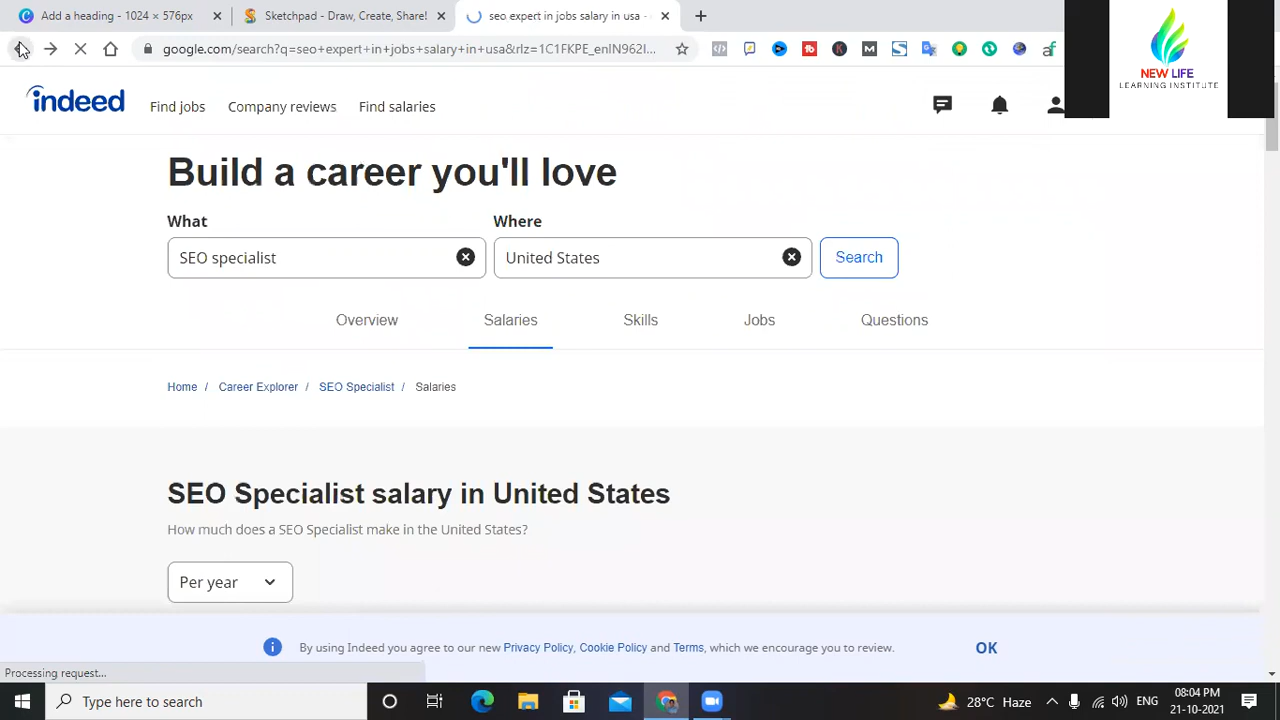 Add a heading - 1024 × 576px
Sketchpad - Draw, Create, Share!
seo expert in jobs salary in usa -
google.com/search?q=seo+expert+in+jobs+salary+in+usa&rlz=1C1FKPE_enIN962I...
NEW LIFE
LEARNING INSTITUTE
indeed
Find jobs
Company reviews
Find salaries
Build a career you'll love
What
Where
SEO specialist
United States
Search
Overview
Salaries
Skills
Jobs
Questions
Home / Career Explorer / SEO Specialist / Salaries
SEO Specialist salary in United States
How much does a SEO Specialist make in the United States?
Per year
By using Indeed you agree to our new Privacy Policy, Cookie Policy and Terms, which we encourage you to review.
OK
Processing request...
Type here to search
28°C Haze
ENG
08:04 PM
21-10-2021